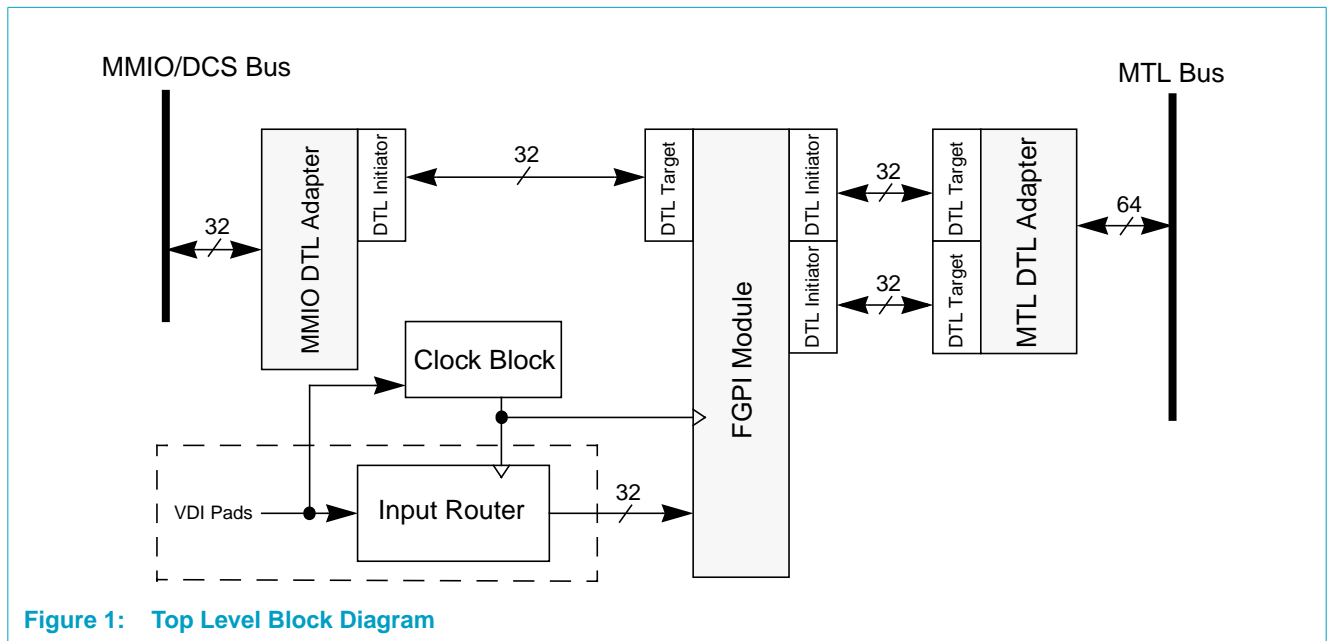 MMIO/DCS Bus
MTL Bus
32
MMIO DTL Adapter
DTL Initiator
32
DTL Target
FGPI Module
DTL Initiator
DTL Initiator
32
32
DTL Target
DTL Target
MTL DTL Adapter
64
Clock Block
VDI Pads
Input Router
32
Figure 1: Top Level Block Diagram